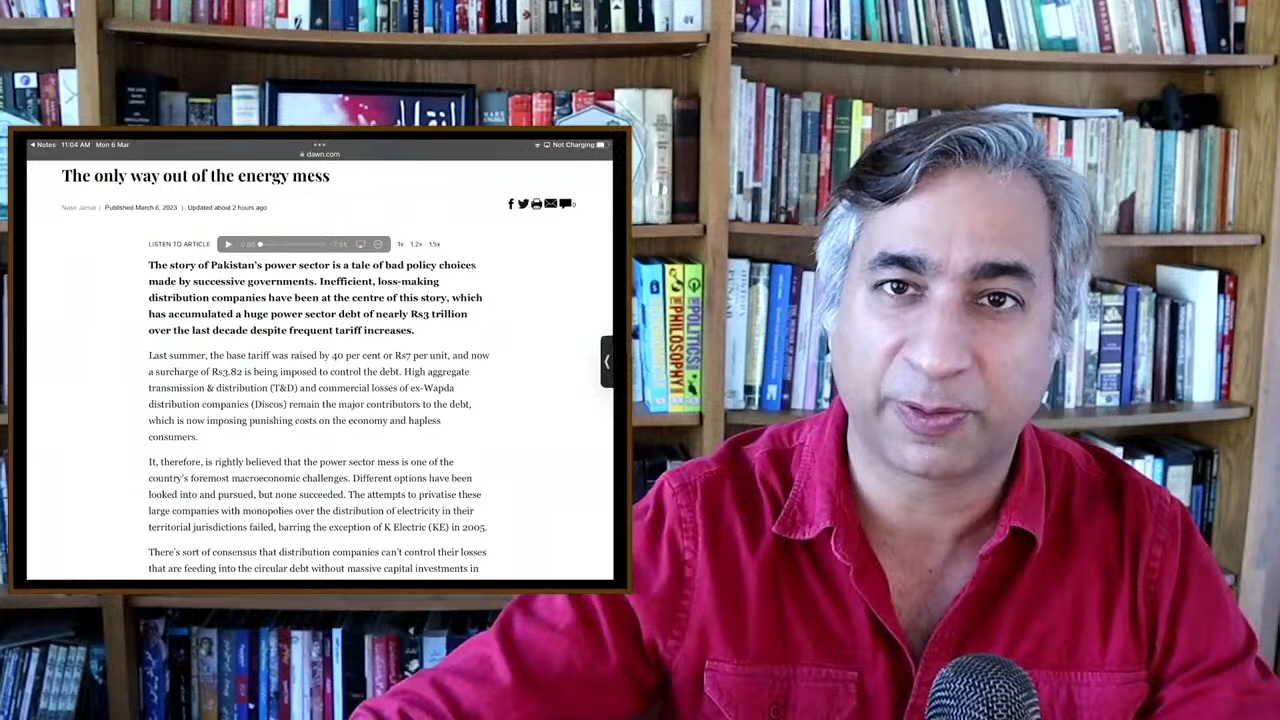 Notes 11:04 AM Mon 6 Mar
Not Charging
dawn.com
The only way out of the energy mess
Nasir Jamal | Published March 6, 2023 | Updated about 2 hours ago
0
LISTEN TO ARTICLE 0:00 -7:55 1x 1.2x 1.5x
The story of Pakistan's power sector is a tale of bad policy choices
made by successive governments. Inefficient, loss-making
distribution companies have been at the centre of this story, which
has accumulated a huge power sector debt of nearly Rs3 trillion
over the last decade despite frequent tariff increases.
Last summer, the base tariff was raised by 40 per cent or Rs7 per unit, and now
a surcharge of Rs3.82 is being imposed to control the debt. High aggregate
transmission & distribution (T&D) and commercial losses of ex-Wapda
distribution companies (Discos) remain the major contributors to the debt,
which is now imposing punishing costs on the economy and hapless
consumers.
It, therefore, is rightly believed that the power sector mess is one of the
country's foremost macroeconomic challenges. Different options have been
looked into and pursued, but none succeeded. The attempts to privatise these
large companies with monopolies over the distribution of electricity in their
territorial jurisdictions failed, barring the exception of K Electric (KE) in 2005.
There's sort of consensus that distribution companies can't control their losses
that are feeding into the circular debt without massive capital investments in
PHILOSOPHY
POLITICS